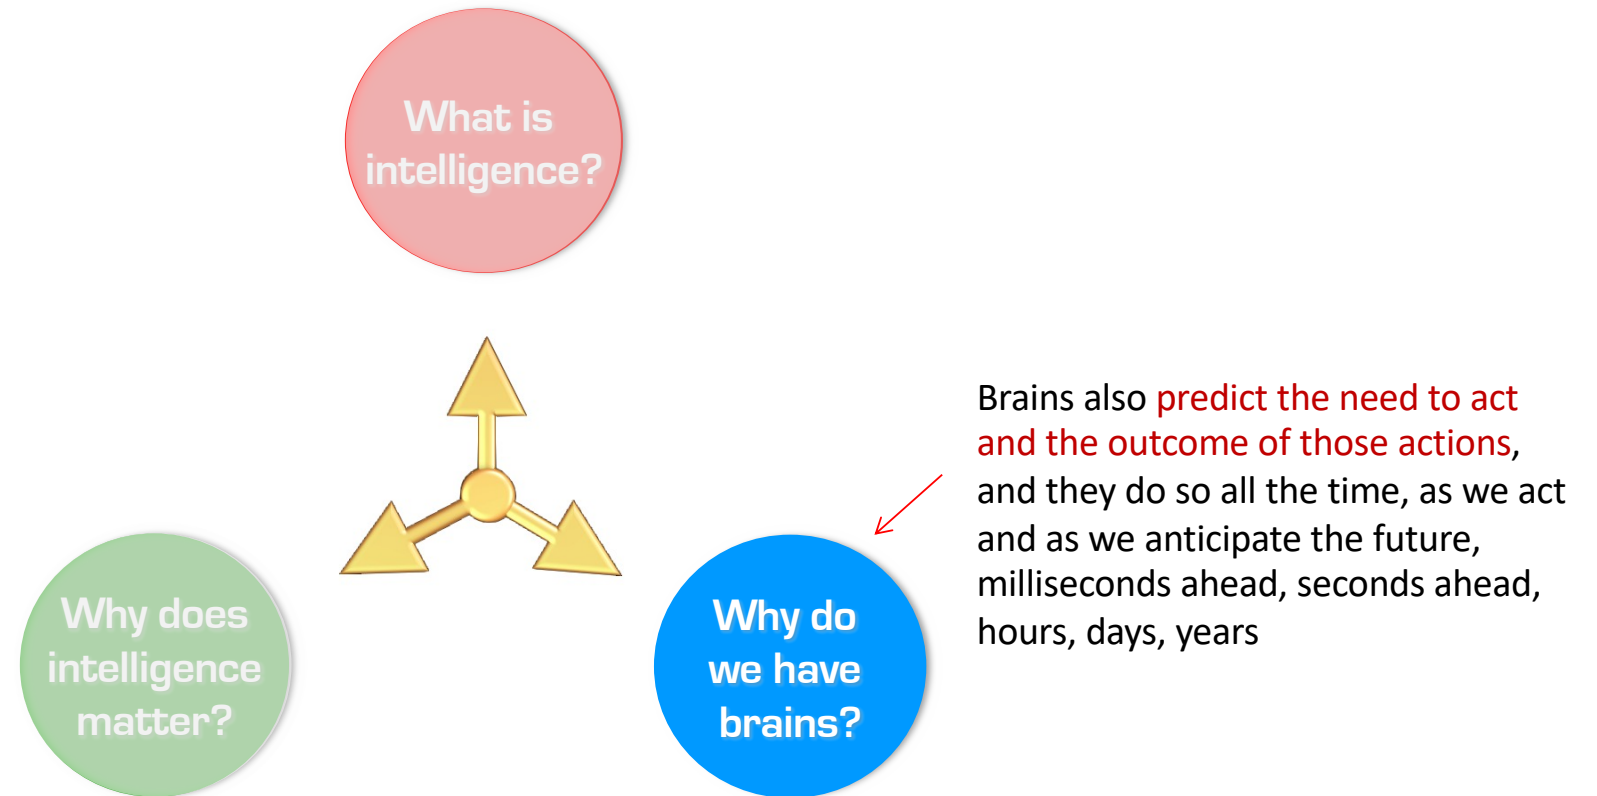 What is
intelligence?
Brains also predict the need to act
and the outcome of those actions,
and they do so all the time, as we act
and as we anticipate the future,
milliseconds ahead, seconds ahead,
hours, days, years
Why does
intelligence
matter?
Why do
we have
brains?